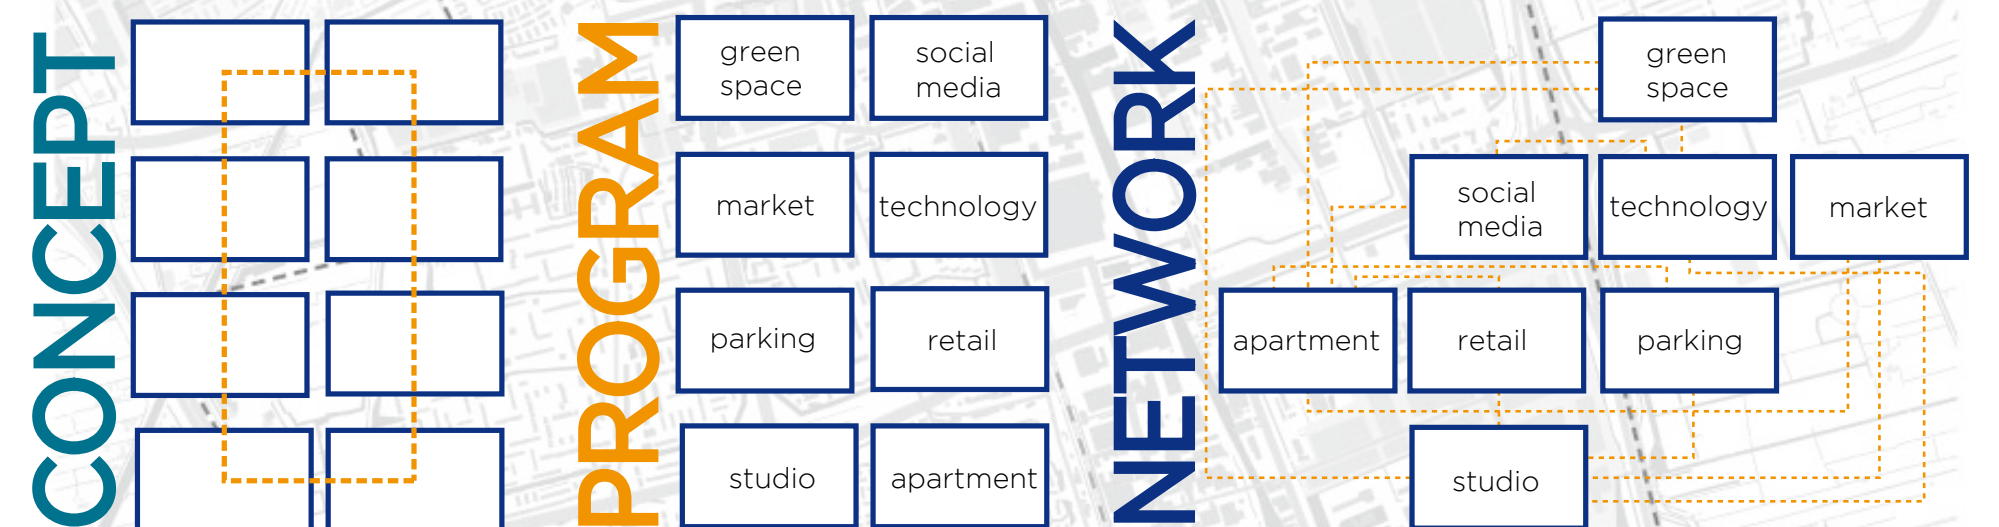 CONCEPT
PROGRAM
green
space
social
media
market
technology
parking
retail
studio
apartment
NETWORK
green
space
social
media
technology
market
apartment
retail
parking
studio